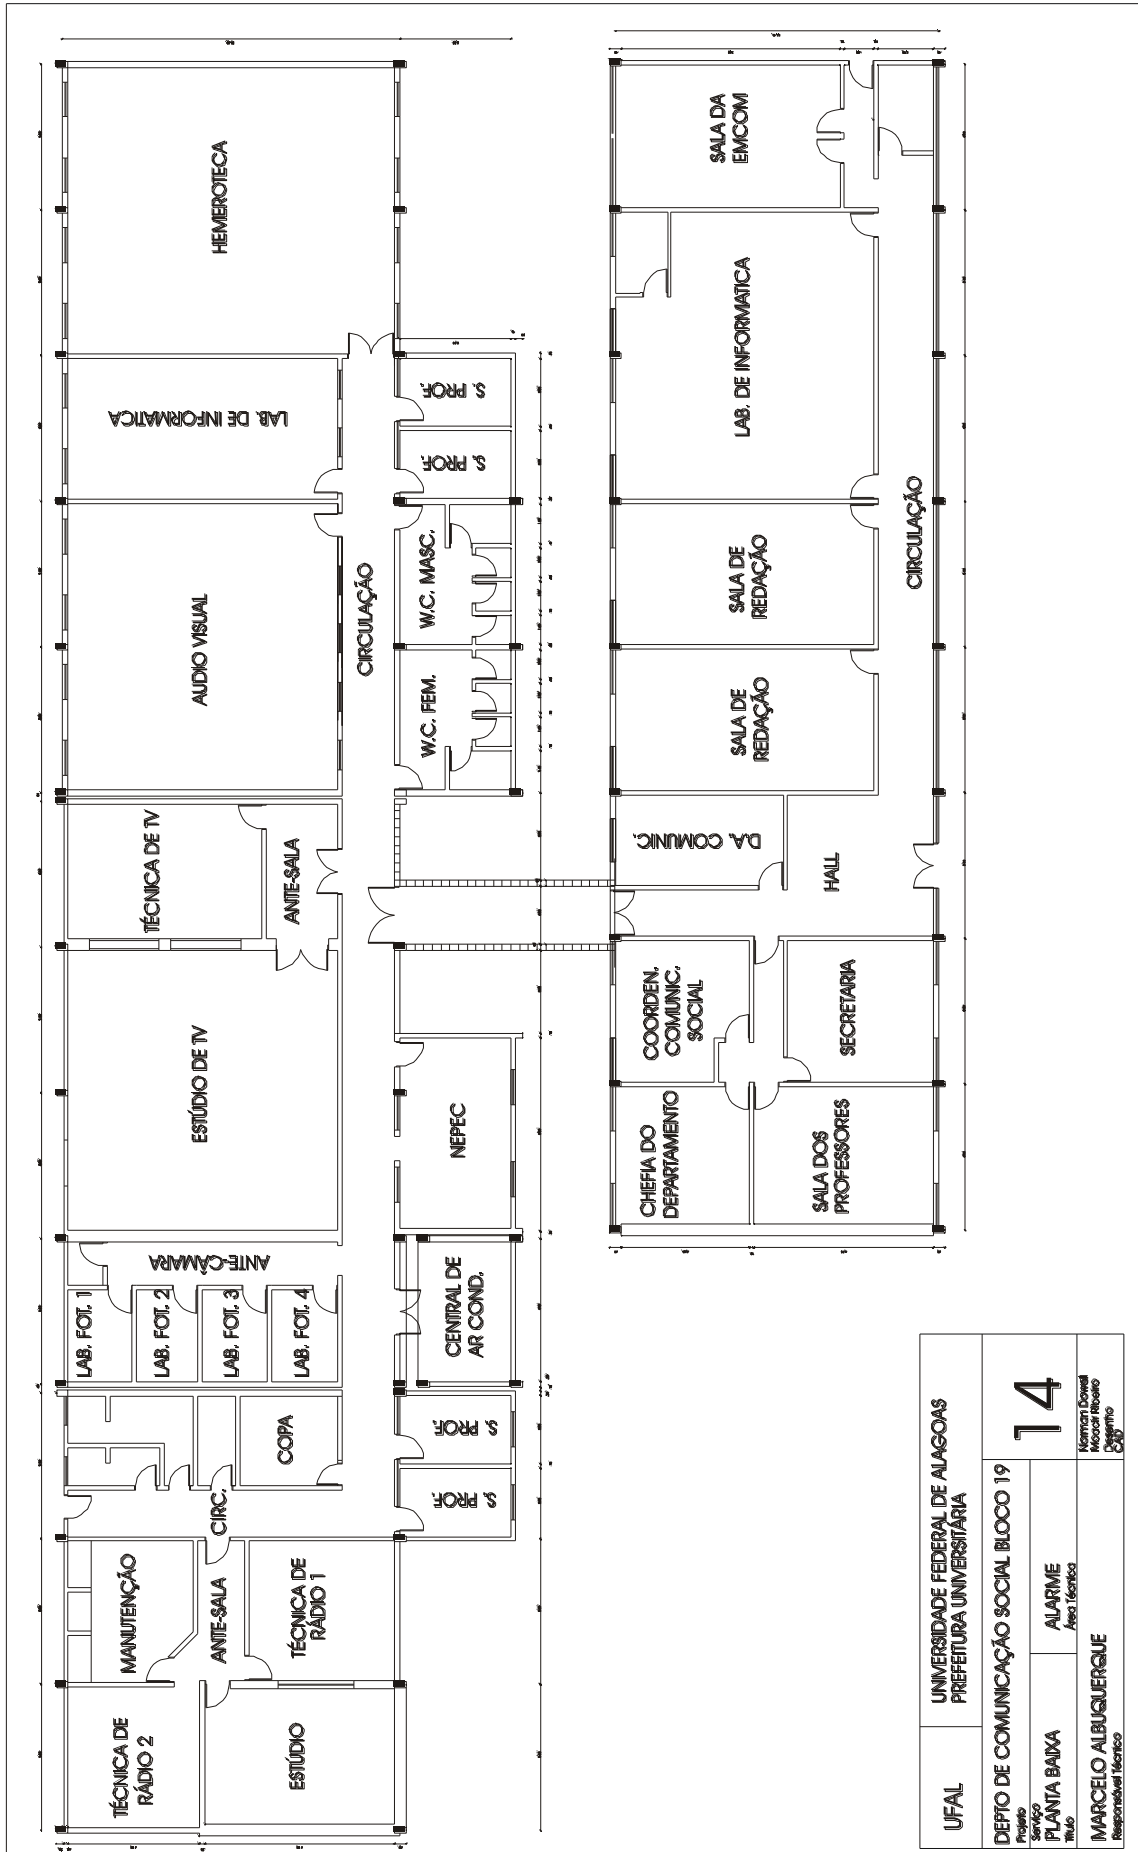 HEMEROTECA
LAB. DE INFORMATICA
AUDIO VISUAL
TÉCNICA DE TV
ANTE-SALA
ESTÚDIO DE TV
ANTE-CÂMARA
LAB. FOT. 1
LAB. FOT. 2
LAB. FOT. 3
LAB. FOT. 4
COPA
CIRC.
MANUTENÇÃO
ANTE-SALA
TÉCNICA DE
RÁDIO 1
TÉCNICA DE
RÁDIO 2
ESTÚDIO
CIRCULAÇÃO
S. PROF.
S. PROF.
W.C. MASC.
W.C. FEM.
NEPEC
CENTRAL DE
AR COND.
S. PROF.
S. PROF.
SALA DA
EMCOM
LAB. DE INFORMATICA
SALA DE
REDAÇÃO
SALA DE
REDAÇÃO
CIRCULAÇÃO
D.A. COMUNIC.
HALL
COORDEN.
COMUNIC.
SOCIAL
SECRETARIA
CHEFIA DO
DEPARTAMENTO
SALA DOS
PROFESSORES
UFAL
UNIVERSIDADE FEDERAL DE ALAGOAS
PREFEITURA UNIVERSITÁRIA
DEPTO DE COMUNICAÇÃO SOCIAL BLOCO 19
Projeto
Serviço
PLANTA BAIXA
Título
ALARME
Área Técnica
14
MARCELO ALBUQUERQUE
Responsável Técnico
Norman Dowell
Moacir Ribeiro
Desenho
CAD